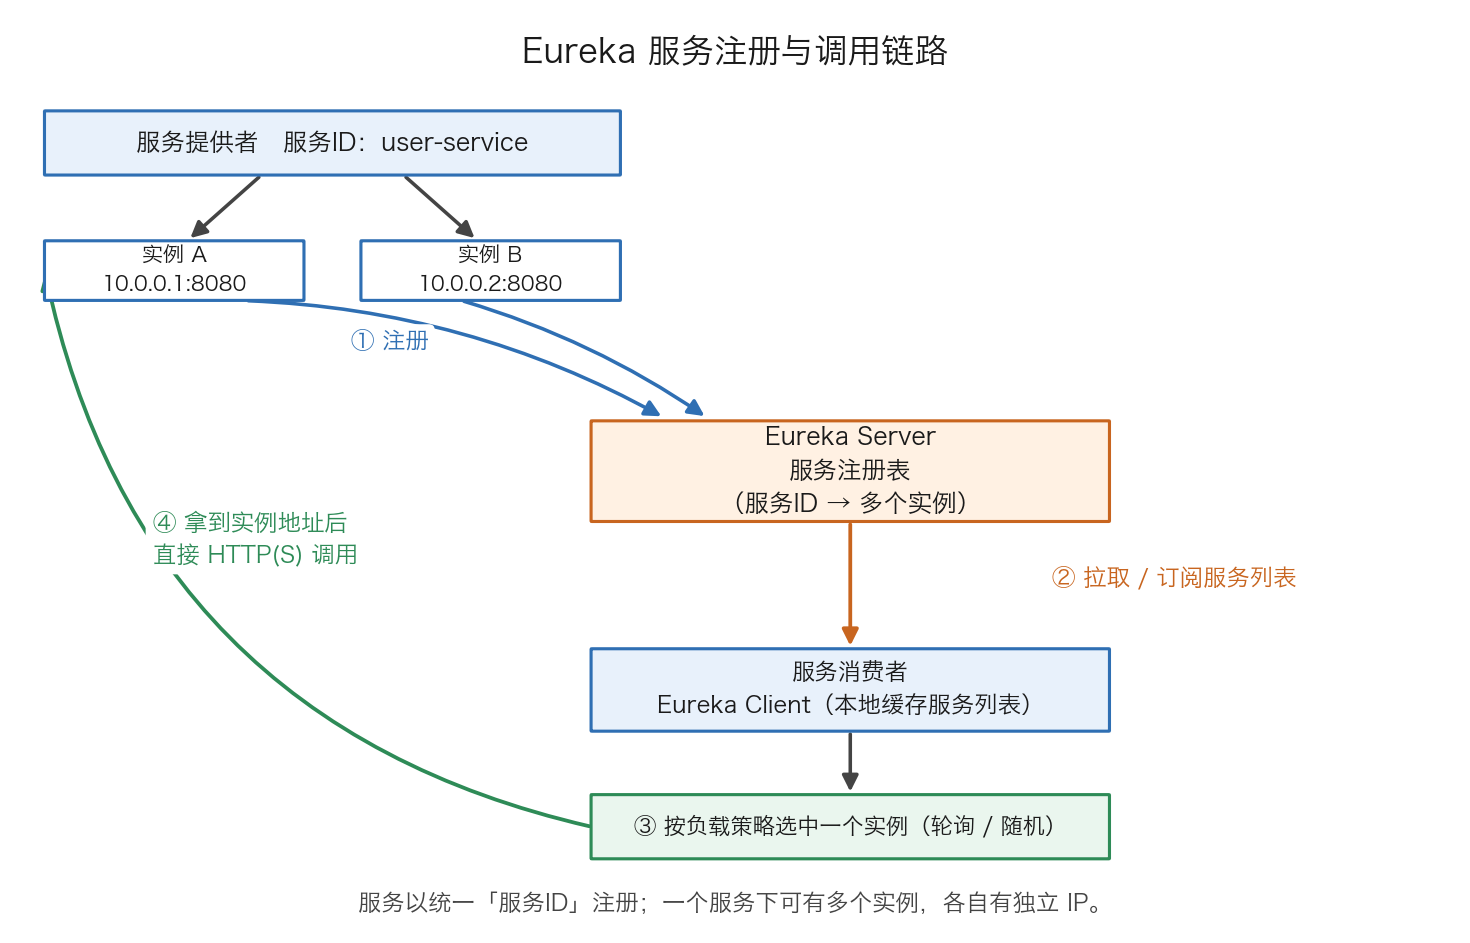 Eureka 服务注册与调用链路
服务提供者　服务ID：user-service
实例 A
10.0.0.1:8080
实例 B
10.0.0.2:8080
① 注册
Eureka Server
服务注册表
（服务ID → 多个实例）
④ 拿到实例地址后
直接 HTTP(S) 调用
② 拉取 / 订阅服务列表
服务消费者
Eureka Client（本地缓存服务列表）
③ 按负载策略选中一个实例（轮询 / 随机）
服务以统一「服务ID」注册；一个服务下可有多个实例，各自有独立 IP。